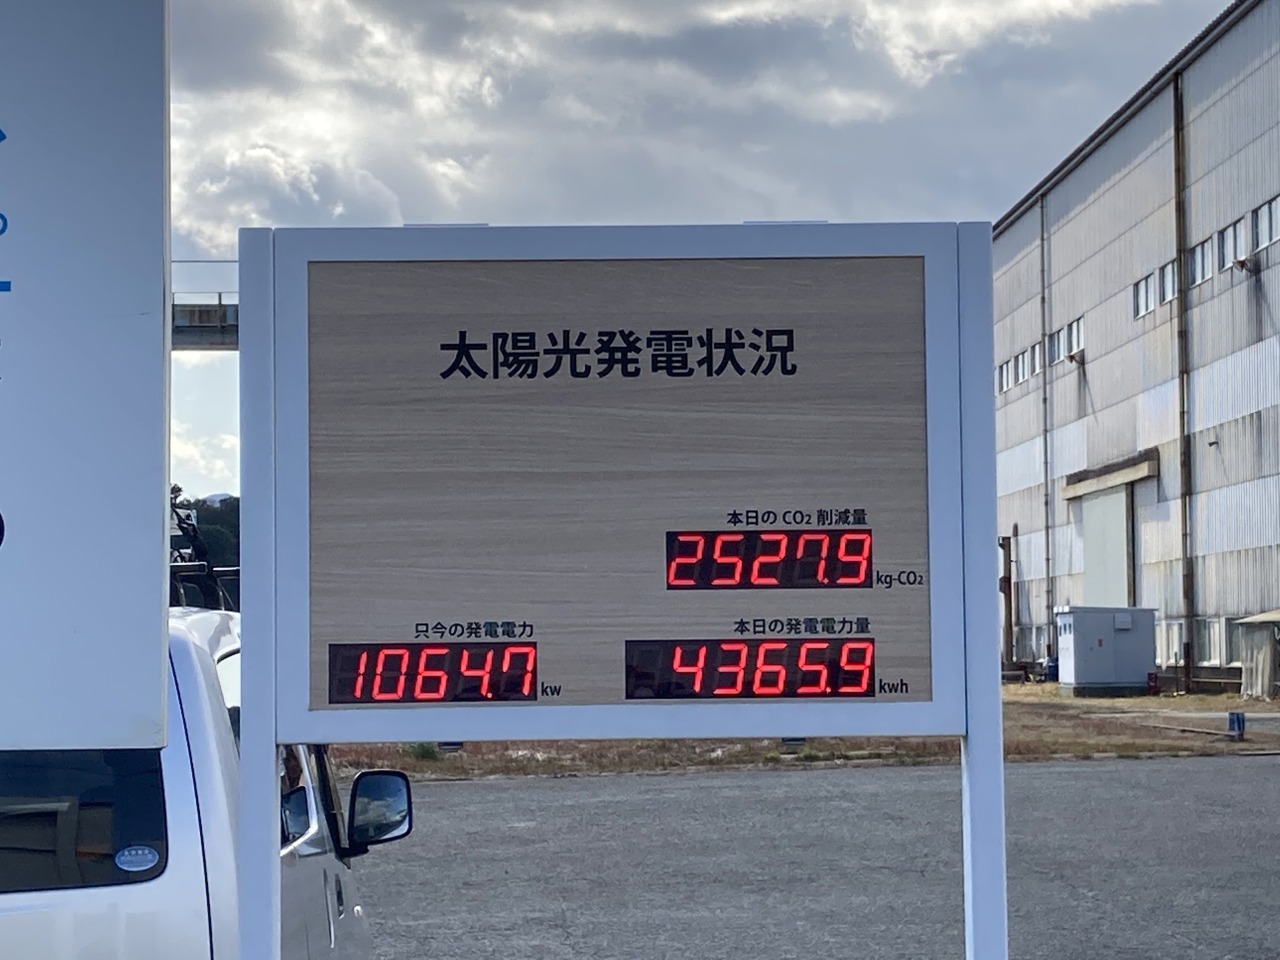 太陽光発電状況
本日の CO₂ 削減量
2527.9 kg-CO₂
只今の発電電力
1064.7 kw
本日の発電電力量
4365.9 kwh